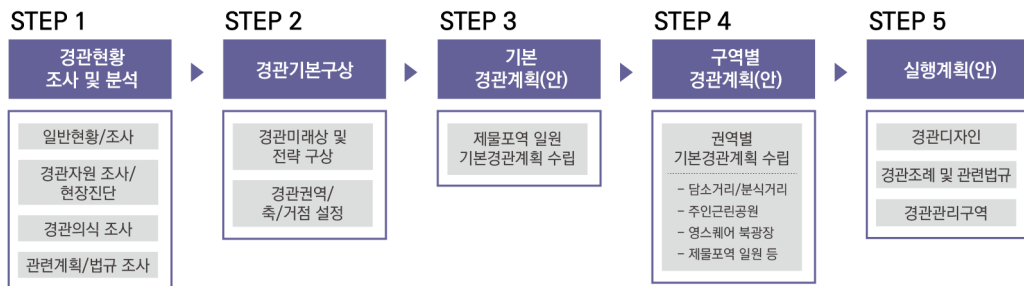 STEP 1
경관현황
조사 및 분석
일반현황/조사
경관자원 조사/
현장진단
경관의식 조사
관련계획/법규 조사
STEP 2
경관기본구상
경관미래상 및
전략 구상
경관권역/
축/거점 설정
STEP 3
기본
경관계획(안)
제물포역 일원
기본경관계획 수립
STEP 4
구역별
경관계획(안)
권역별
기본경관계획 수립
- 담소거리/분식거리
- 주인근린공원
- 영스퀘어 북광장
- 제물포역 일원 등
STEP 5
실행계획(안)
경관디자인
경관조례 및 관련법규
경관관리구역